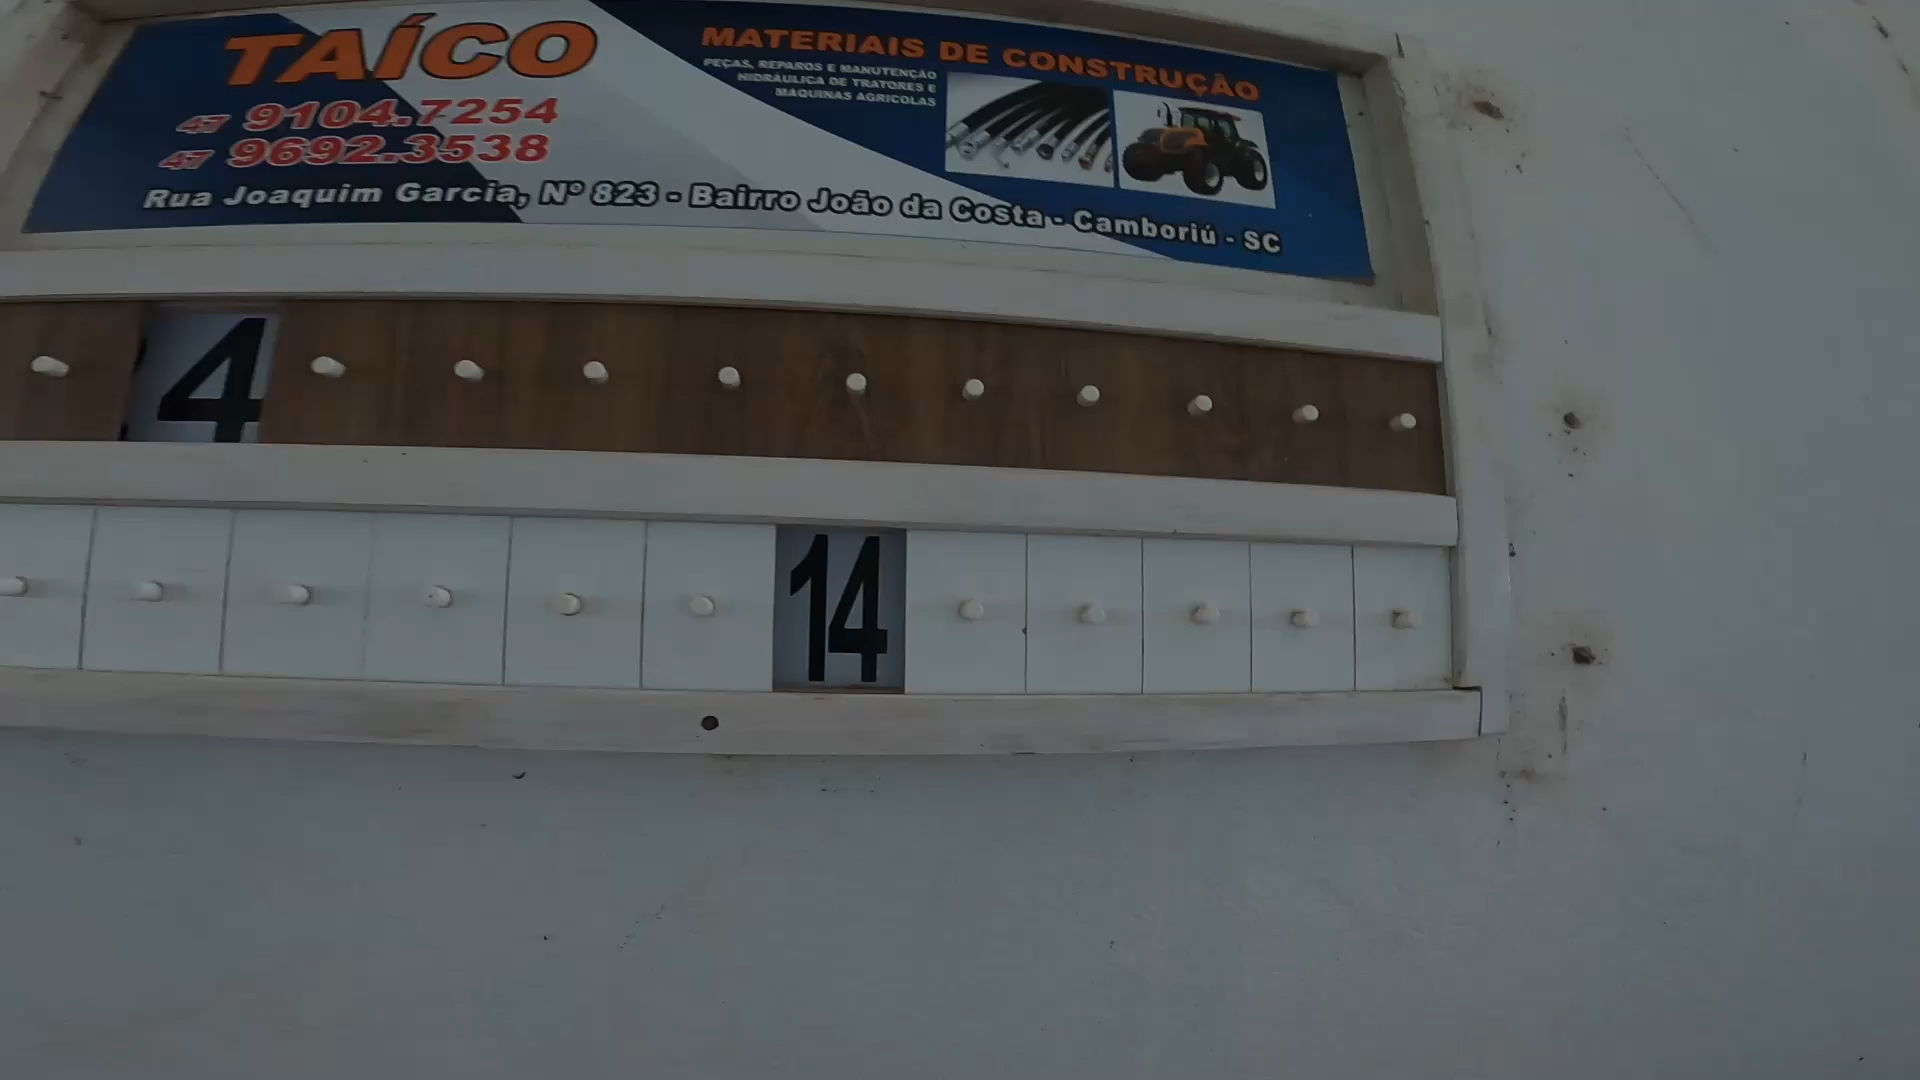 TAÍCO
47 9104.7254
47 9692.3538
MATERIAIS DE CONSTRUÇÃO
PEÇAS, REPAROS E MANUTENÇÃO
HIDRÁULICA DE TRATORES E
MÁQUINAS AGRICOLAS
Rua Joaquim Garcia, Nº 823 - Bairro João da Costa - Camboriú - SC
4
14